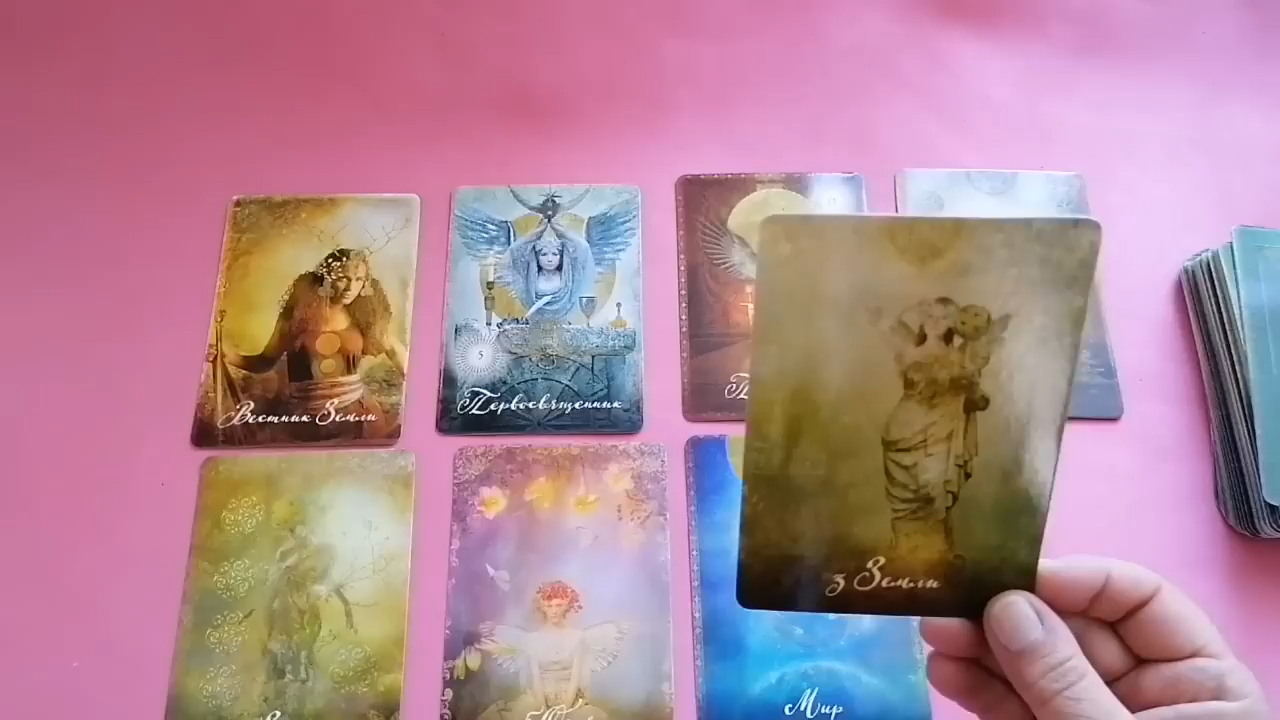 Вестник Земли
5
Первосвященник
3 Земли
Мир